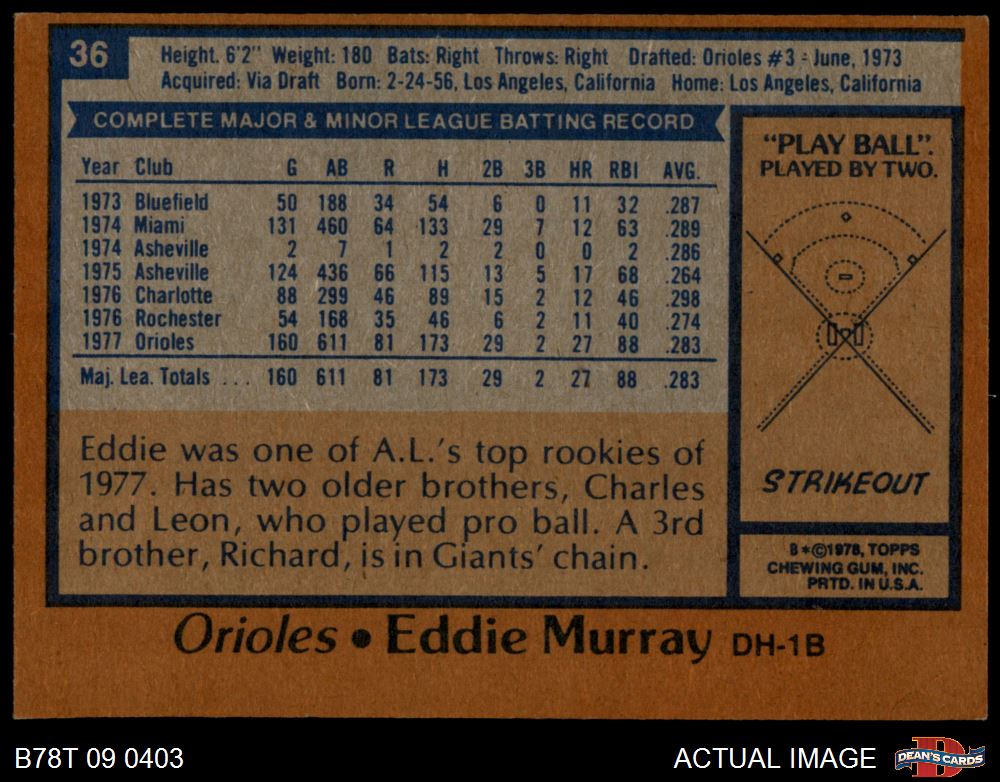 36
Height. 6'2" Weight: 180 Bats: Right Throws: Right Drafted: Orioles #3 - June, 1973
Acquired: Via Draft Born: 2-24-56, Los Angeles, California Home: Los Angeles, California
COMPLETE MAJOR & MINOR LEAGUE BATTING RECORD
Year Club G AB R H 2B 3B HR RBI AVG.
1973 Bluefield 50 188 34 54 6 0 11 32 .287
1974 Miami 131 460 64 133 29 7 12 63 .289
1974 Asheville 2 7 1 2 2 0 0 2 .286
1975 Asheville 124 436 66 115 13 5 17 68 .264
1976 Charlotte 88 299 46 89 15 2 12 46 .298
1976 Rochester 54 168 35 46 6 2 11 40 .274
1977 Orioles 160 611 81 173 29 2 27 88 .283
Maj. Lea. Totals ... 160 611 81 173 29 2 27 88 .283
Eddie was one of A.L.'s top rookies of
1977. Has two older brothers, Charles
and Leon, who played pro ball. A 3rd
brother, Richard, is in Giants' chain.
"PLAY BALL".
PLAYED BY TWO.
STRIKEOUT
B*©1978, TOPPS
CHEWING GUM, INC.
PRTD. IN U.S.A.
Orioles • Eddie Murray DH-1B
B78T 09 0403
ACTUAL IMAGE
D
DEAN'S CARDS